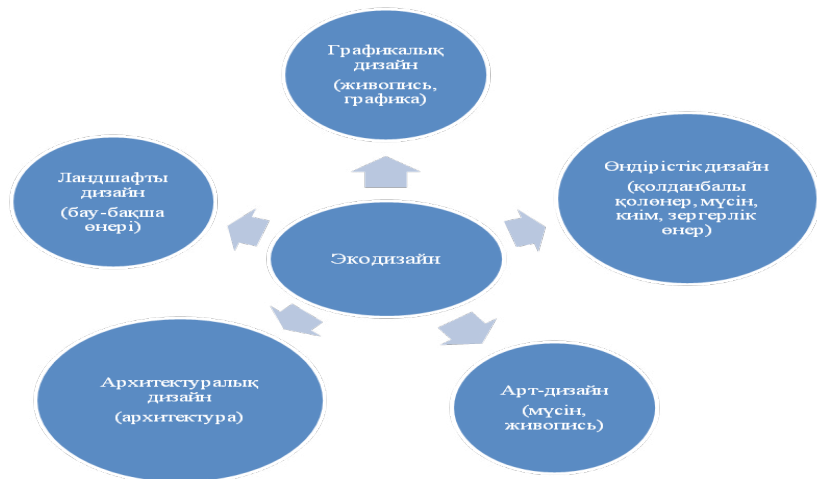 Графикалық
дизайн
(живопись,
графика)
Ландшафты
дизайн
(бау-бақша
өнері)
Өндірістік дизайн
(қолданбалы
қолөнер, мүсін,
киім, зергерлік
өнер)
Экодизайн
Архитектуралық
дизайн
(архитектура)
Арт-дизайн
(мүсін,
живопись)